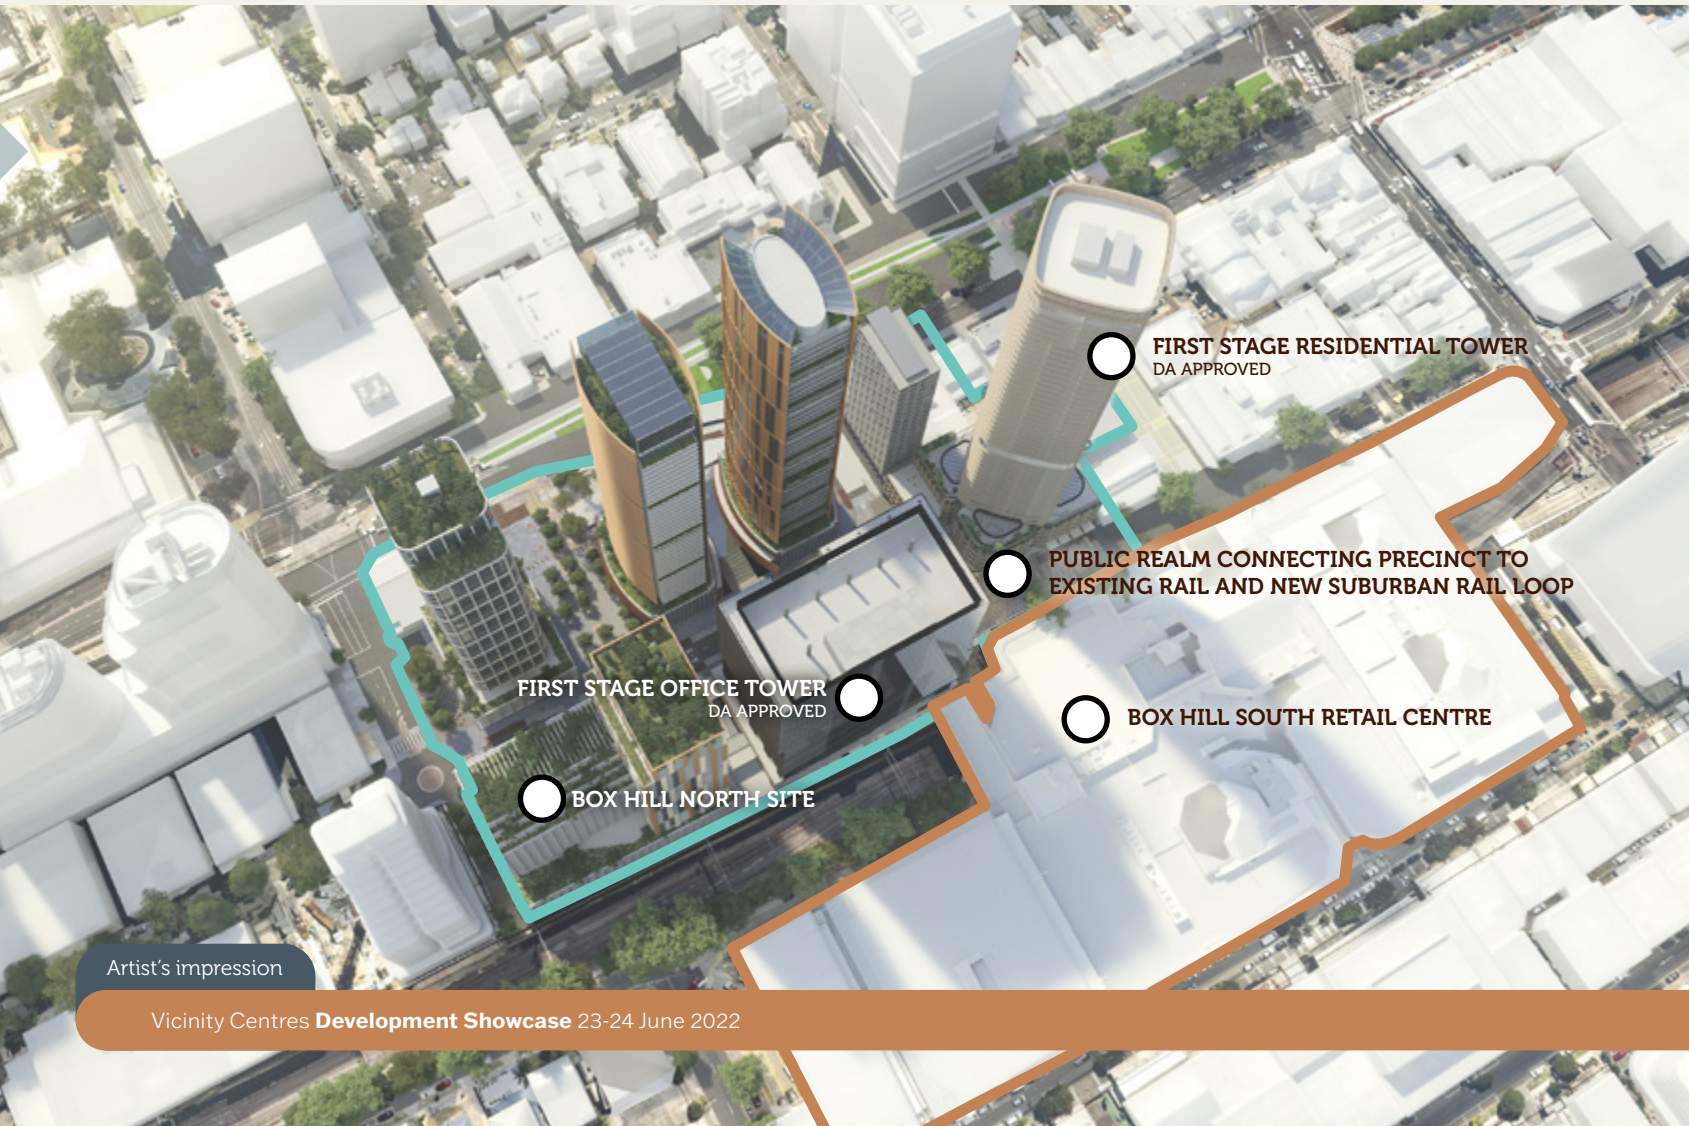 FIRST STAGE RESIDENTIAL TOWER
DA APPROVED
PUBLIC REALM CONNECTING PRECINCT TO
EXISTING RAIL AND NEW SUBURBAN RAIL LOOP
FIRST STAGE OFFICE TOWER
DA APPROVED
BOX HILL SOUTH RETAIL CENTRE
BOX HILL NORTH SITE
Artist's impression
Vicinity Centres Development Showcase 23-24 June 2022